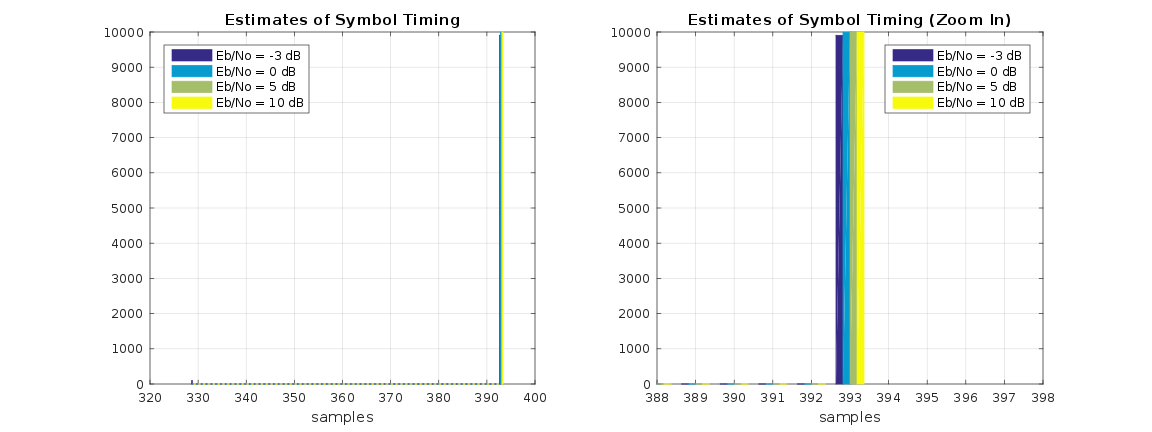 Estimates of Symbol Timing
10000
9000
8000
7000
6000
5000
4000
3000
2000
1000
0
Eb/No = -3 dB
Eb/No = 0 dB
Eb/No = 5 dB
Eb/No = 10 dB
320 330 340 350 360 370 380 390 400
samples
Estimates of Symbol Timing (Zoom In)
10000
9000
8000
7000
6000
5000
4000
3000
2000
1000
0
Eb/No = -3 dB
Eb/No = 0 dB
Eb/No = 5 dB
Eb/No = 10 dB
388 389 390 391 392 393 394 395 396 397 398
samples